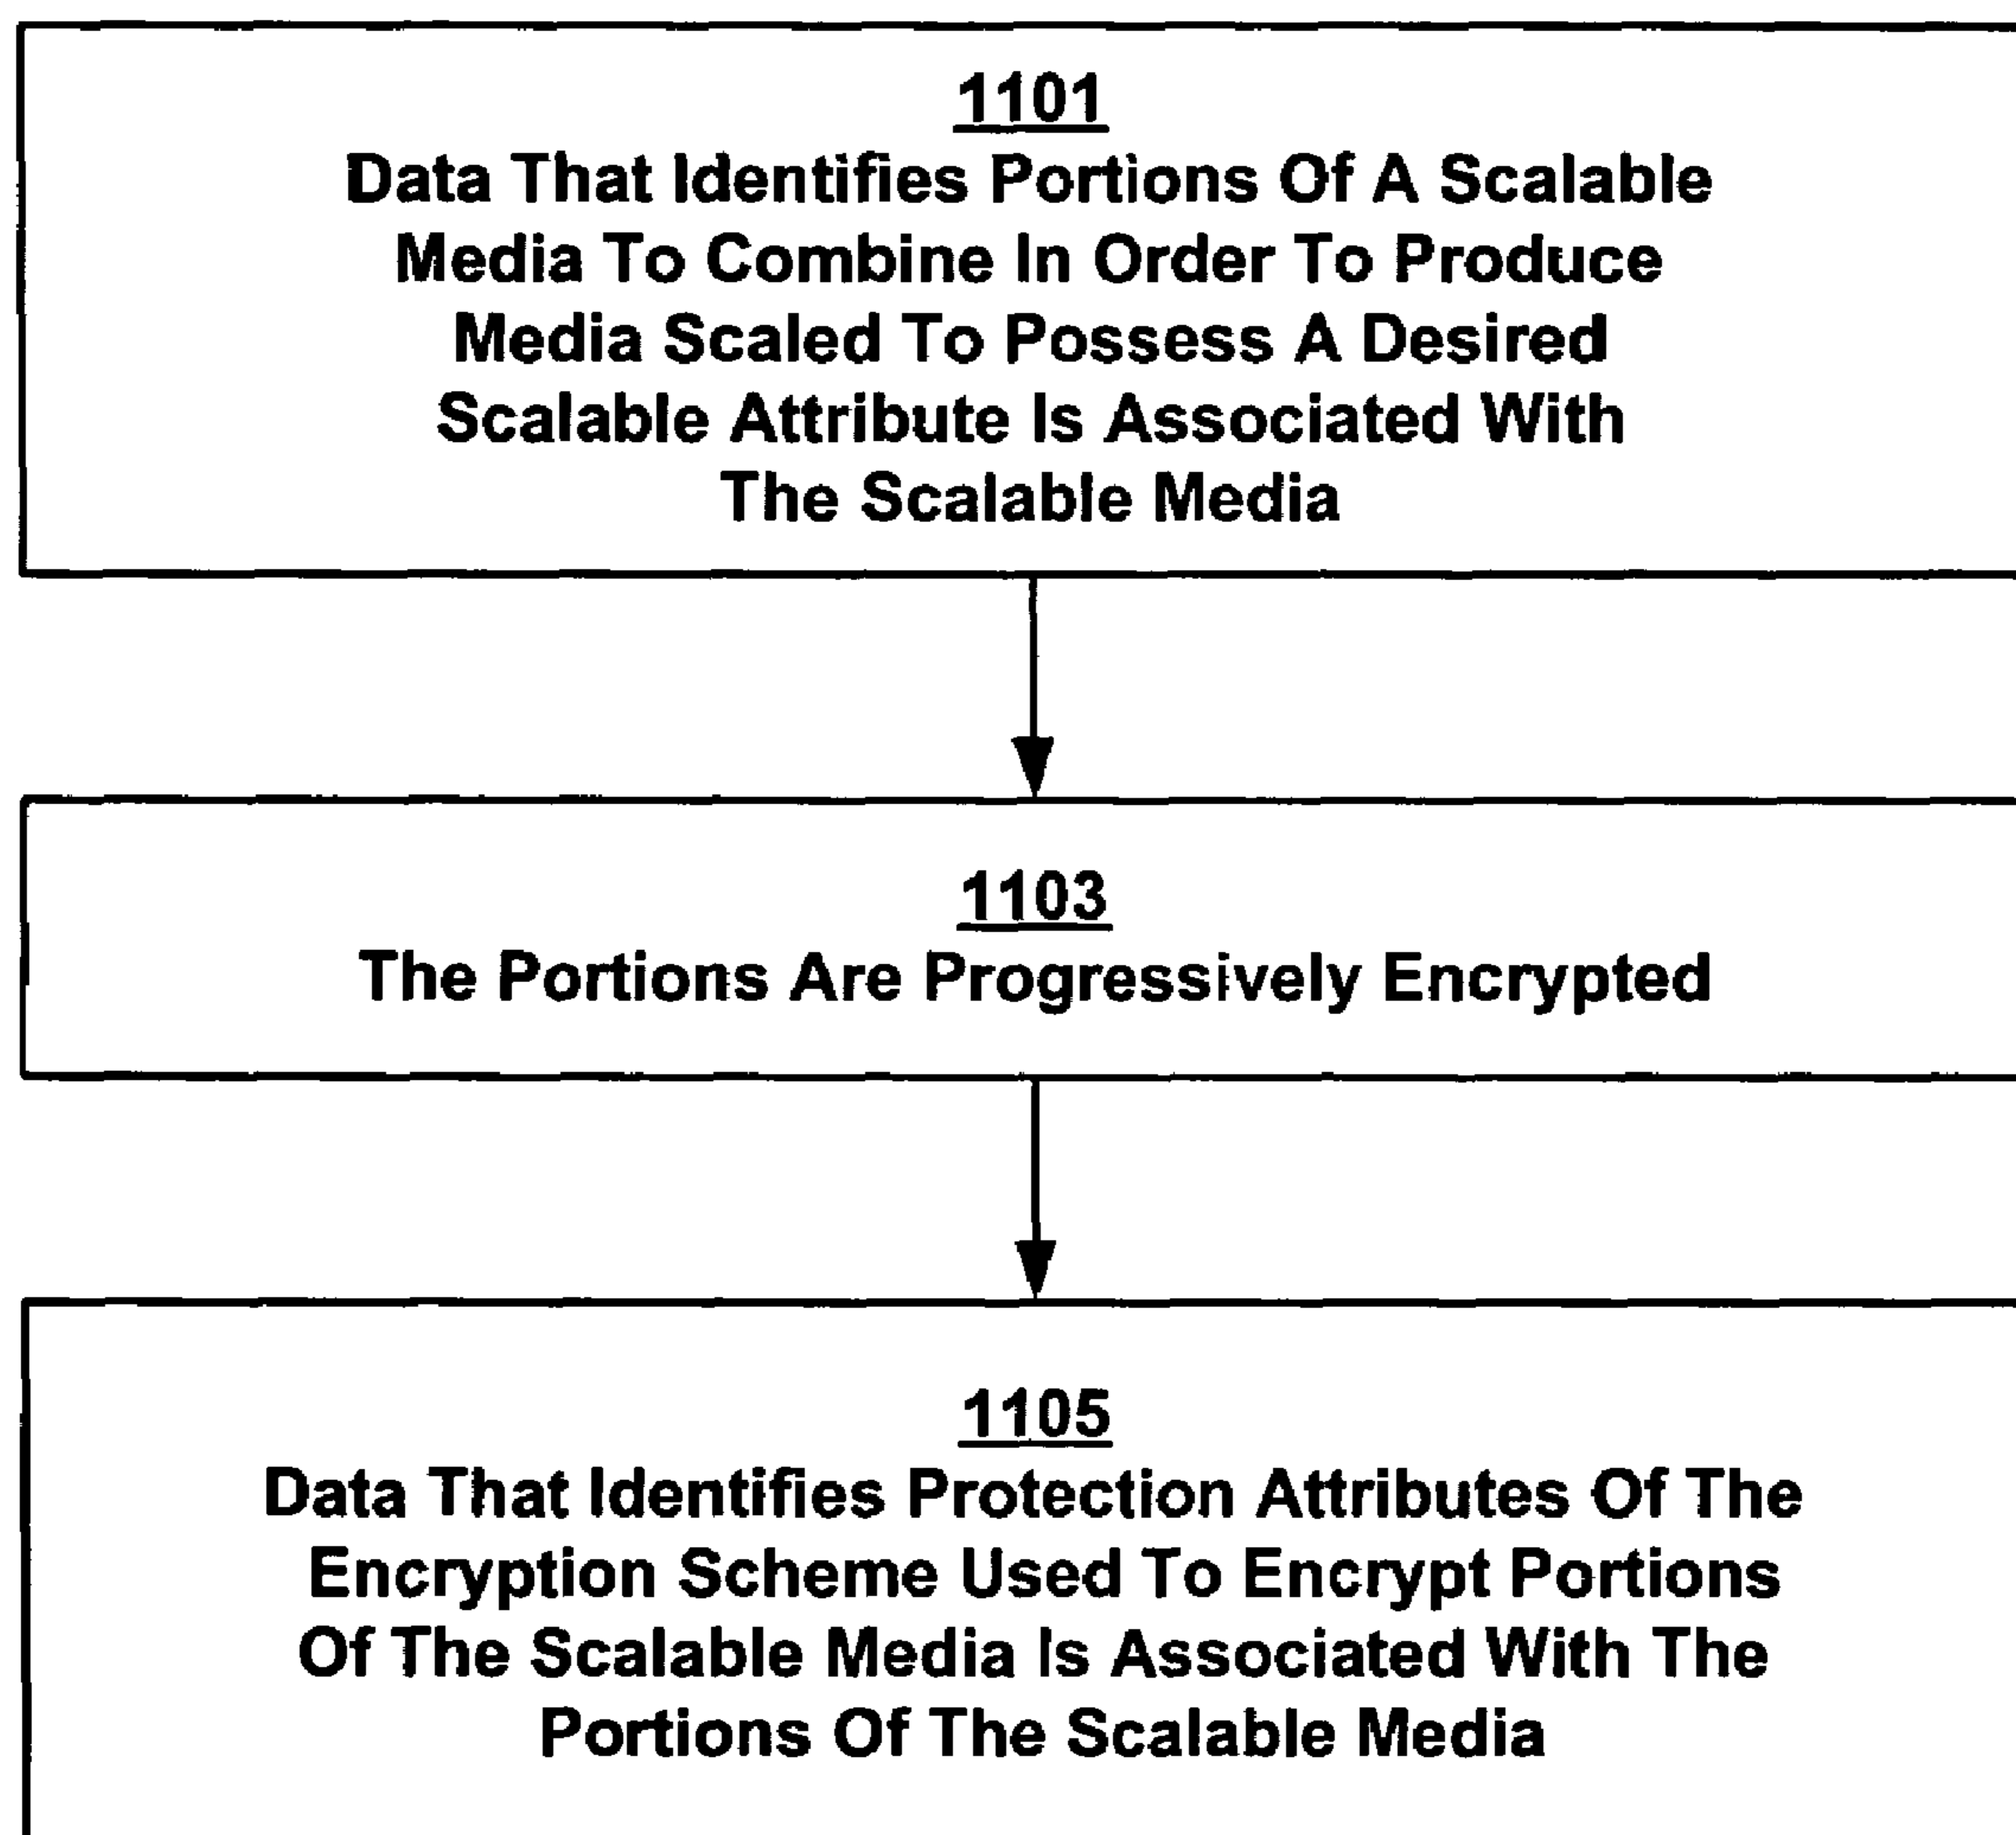 1101
Data That Identifies Portions Of A Scalable
Media To Combine In Order To Produce
Media Scaled To Possess A Desired
Scalable Attribute Is Associated With
The Scalable Media
1103
The Portions Are Progressively Encrypted
1105
Data That Identifies Protection Attributes Of The
Encryption Scheme Used To Encrypt Portions
Of The Scalable Media Is Associated With The
Portions Of The Scalable Media